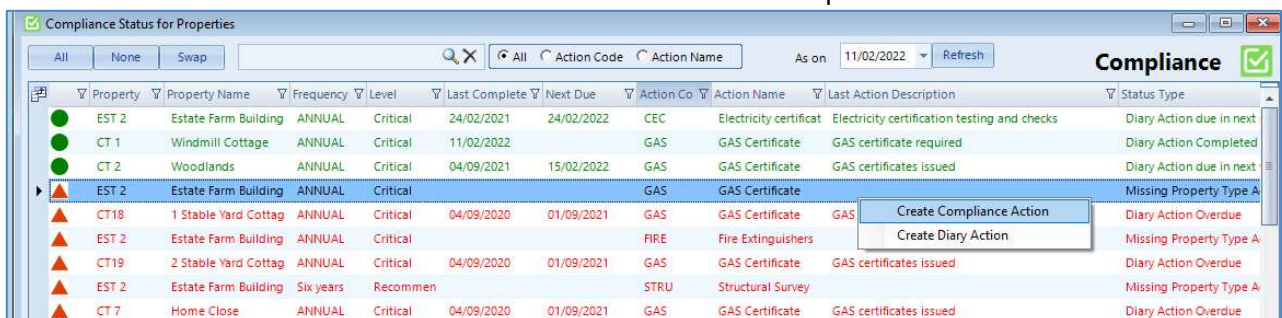 Compliance Status for Properties
All None Swap All Action Code Action Name As on 11/02/2022 Refresh Compliance
Property Property Name Frequency Level Last Complete Next Due Action Co Action Name Last Action Description Status Type
EST 2 Estate Farm Building ANNUAL Critical 24/02/2021 24/02/2022 CEC Electricity certificat Electricity certification testing and checks Diary Action due in next
CT 1 Windmill Cottage ANNUAL Critical 11/02/2022 GAS GAS Certificate GAS certificate required Diary Action Completed
CT 2 Woodlands ANNUAL Critical 04/09/2021 15/02/2022 GAS GAS Certificate GAS certificates issued Diary Action due in next
EST 2 Estate Farm Building ANNUAL Critical GAS GAS Certificate Missing Property Type A
CT18 1 Stable Yard Cottag ANNUAL Critical 04/09/2020 01/09/2021 GAS GAS Certificate GAS Create Compliance Action Diary Action Overdue
EST 2 Estate Farm Building ANNUAL Critical FIRE Fire Extinguishers Create Diary Action Missing Property Type A
CT19 2 Stable Yard Cottag ANNUAL Critical 04/09/2020 01/09/2021 GAS GAS Certificate GAS certificates issued Diary Action Overdue
EST 2 Estate Farm Building Six years Recommen STRU Structural Survey Missing Property Type A
CT 7 Home Close ANNUAL Critical 04/09/2020 01/09/2021 GAS GAS Certificate GAS certificates issued Diary Action Overdue